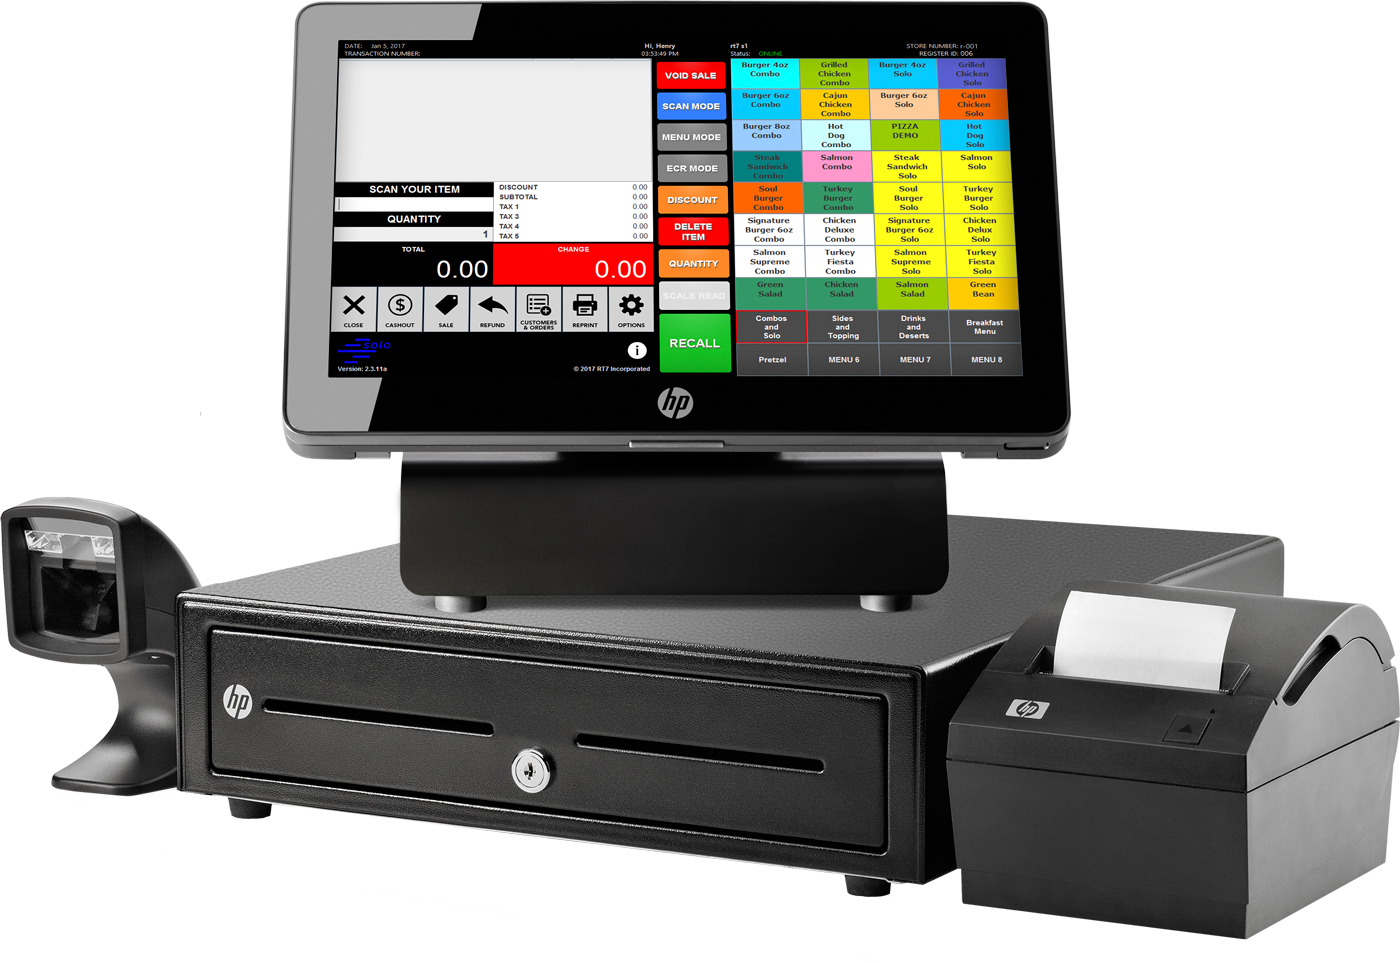 DATE: Jan 5, 2017
TRANSACTION NUMBER:
Hi, Henry
03:53:49 PM
rt7 s1
Status: ONLINE
STORE NUMBER: r-001
REGISTER ID: 006
SCAN YOUR ITEM
QUANTITY
1
DISCOUNT 0.00
SUBTOTAL 0.00
TAX 1 0.00
TAX 3 0.00
TAX 4 0.00
TAX 5 0.00
TOTAL
0.00
CHANGE
0.00
CLOSE
CASHOUT
SALE
REFUND
CUSTOMERS
& ORDERS
REPRINT
OPTIONS
solo
Version: 2.3.11a
i
© 2017 RT7 Incorporated
VOID SALE
SCAN MODE
MENU MODE
ECR MODE
DISCOUNT
DELETE
ITEM
QUANTITY
SCALE READ
RECALL
Burger 4oz
Combo
Grilled
Chicken
Combo
Burger 4oz
Solo
Grilled
Chicken
Solo
Burger 6oz
Combo
Cajun
Chicken
Combo
Burger 6oz
Solo
Cajun
Chicken
Solo
Burger 8oz
Combo
Hot
Dog
Combo
PIZZA
DEMO
Hot
Dog
Solo
Steak
Sandwich
Combo
Salmon
Combo
Steak
Sandwich
Solo
Salmon
Solo
Soul
Burger
Combo
Turkey
Burger
Combo
Soul
Burger
Solo
Turkey
Burger
Solo
Signature
Burger 6oz
Combo
Chicken
Deluxe
Combo
Signature
Burger 6oz
Solo
Chicken
Delux
Solo
Salmon
Supreme
Combo
Turkey
Fiesta
Combo
Salmon
Supreme
Solo
Turkey
Fiesta
Solo
Green
Salad
Chicken
Salad
Salmon
Salad
Green
Bean
Combos
and
Solo
Sides
and
Topping
Drinks
and
Deserts
Breakfast
Menu
Pretzel
MENU 6
MENU 7
MENU 8
hp
hp
hp